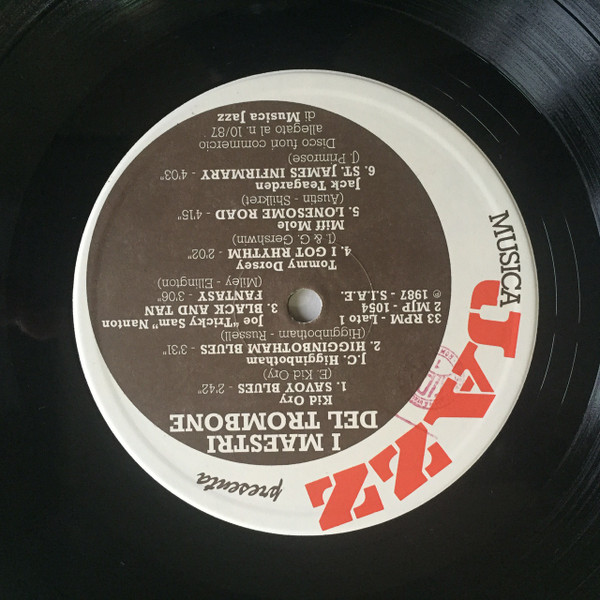 MUSICA
JAZZ
presenta
I MAESTRI
DEL TROMBONE
Kid Ory
1. SAVOY BLUES - 2'42"
(E. Kid Ory)
J.C. Higginbotham
2. HIGGINBOTHAM BLUES - 3'31"
(Higginbotham - Russell)
Joe "Tricky Sam" Nanton
3. BLACK AND TAN
FANTASY - 3'06"
(Miley - Ellington)
Tommy Dorsey
4. I GOT RHYTHM - 2'02"
(I. & G. Gershwin)
Miff Mole
5. LONESOME ROAD - 4'15"
(Austin - Shilkret)
Jack Teagarden
6. ST. JAMES INFIRMARY - 4'03"
(J. Primrose)
33 RPM - Lato 1
2 MJP - 1054
℗ 1987 - S.I.A.E.
Disco fuori commercio
allegato al n. 10/87
di Musica Jazz